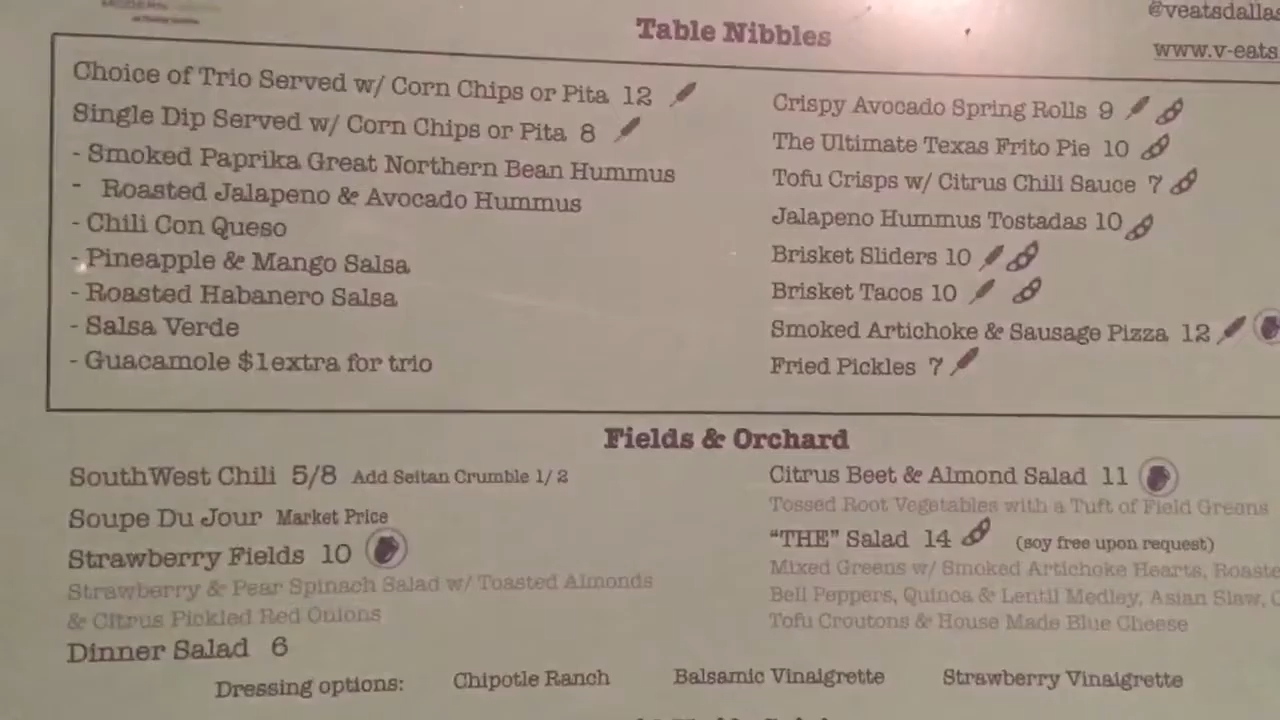 @veatsdallas
www.v-eats.
Table Nibbles
Choice of Trio Served w/ Corn Chips or Pita 12
Single Dip Served w/ Corn Chips or Pita 8
- Smoked Paprika Great Northern Bean Hummus
- Roasted Jalapeno & Avocado Hummus
- Chili Con Queso
- Pineapple & Mango Salsa
- Roasted Habanero Salsa
- Salsa Verde
- Guacamole $1extra for trio
Crispy Avocado Spring Rolls 9
The Ultimate Texas Frito Pie 10
Tofu Crisps w/ Citrus Chili Sauce 7
Jalapeno Hummus Tostadas 10
Brisket Sliders 10
Brisket Tacos 10
Smoked Artichoke & Sausage Pizza 12
Fried Pickles 7
Fields & Orchard
SouthWest Chili 5/8 Add Seitan Crumble 1/2
Soupe Du Jour Market Price
Strawberry Fields 10
Strawberry & Pear Spinach Salad w/ Toasted Almonds
& Citrus Pickled Red Onions
Dinner Salad 6
Citrus Beet & Almond Salad 11
Tossed Root Vegetables with a Tuft of Field Greens
"THE" Salad 14 (soy free upon request)
Mixed Greens w/ Smoked Artichoke Hearts, Roaste
Bell Peppers, Quinoa & Lentil Medley, Asian Slaw,
Tofu Croutons & House Made Blue Cheese
Dressing options: Chipotle Ranch Balsamic Vinaigrette Strawberry Vinaigrette